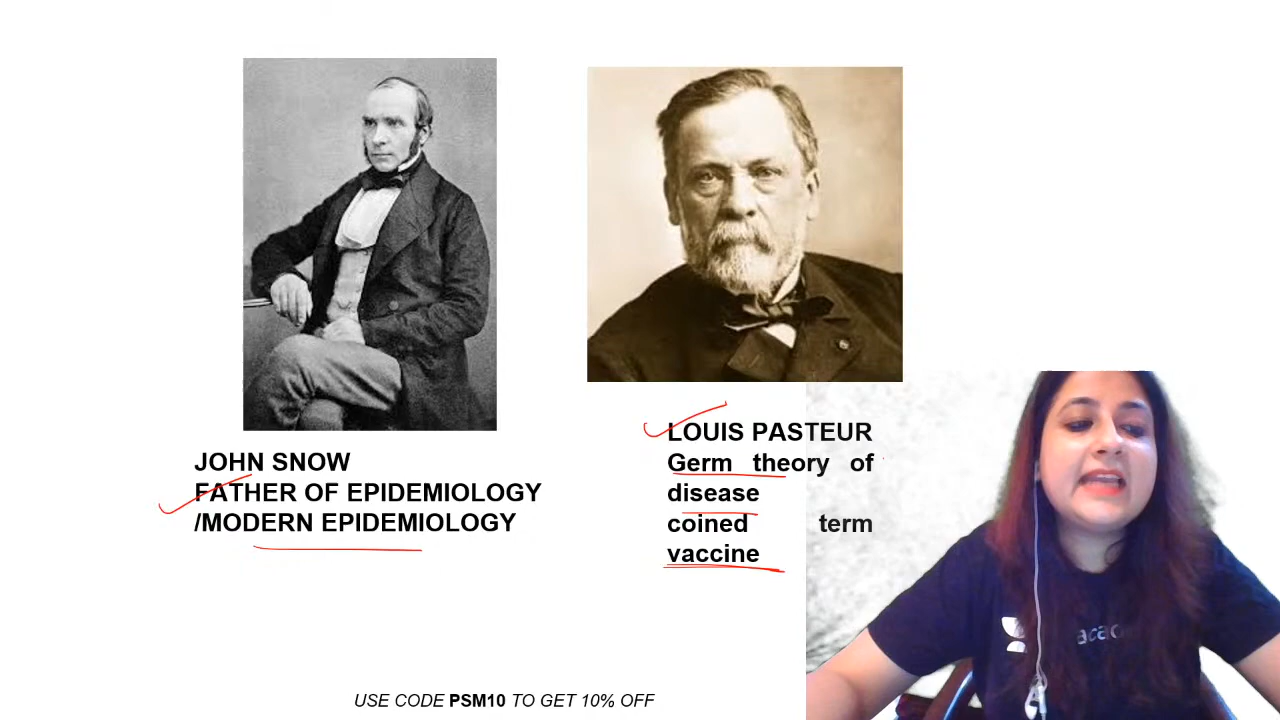 JOHN SNOW
FATHER OF EPIDEMIOLOGY
/MODERN EPIDEMIOLOGY
LOUIS PASTEUR
Germ theory of
disease
coined term
vaccine
USE CODE PSM10 TO GET 10% OFF